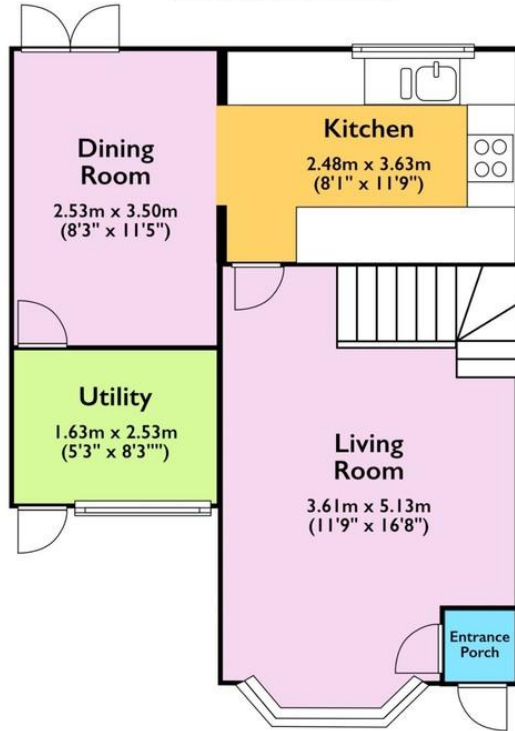 Dining
Room
2.53m x 3.50m
(8'3" x 11'5")
Kitchen
2.48m x 3.63m
(8'1" x 11'9")
Utility
1.63m x 2.53m
(5'3" x 8'3"")
Living
Room
3.61m x 5.13m
(11'9" x 16'8")
Entrance
Porch